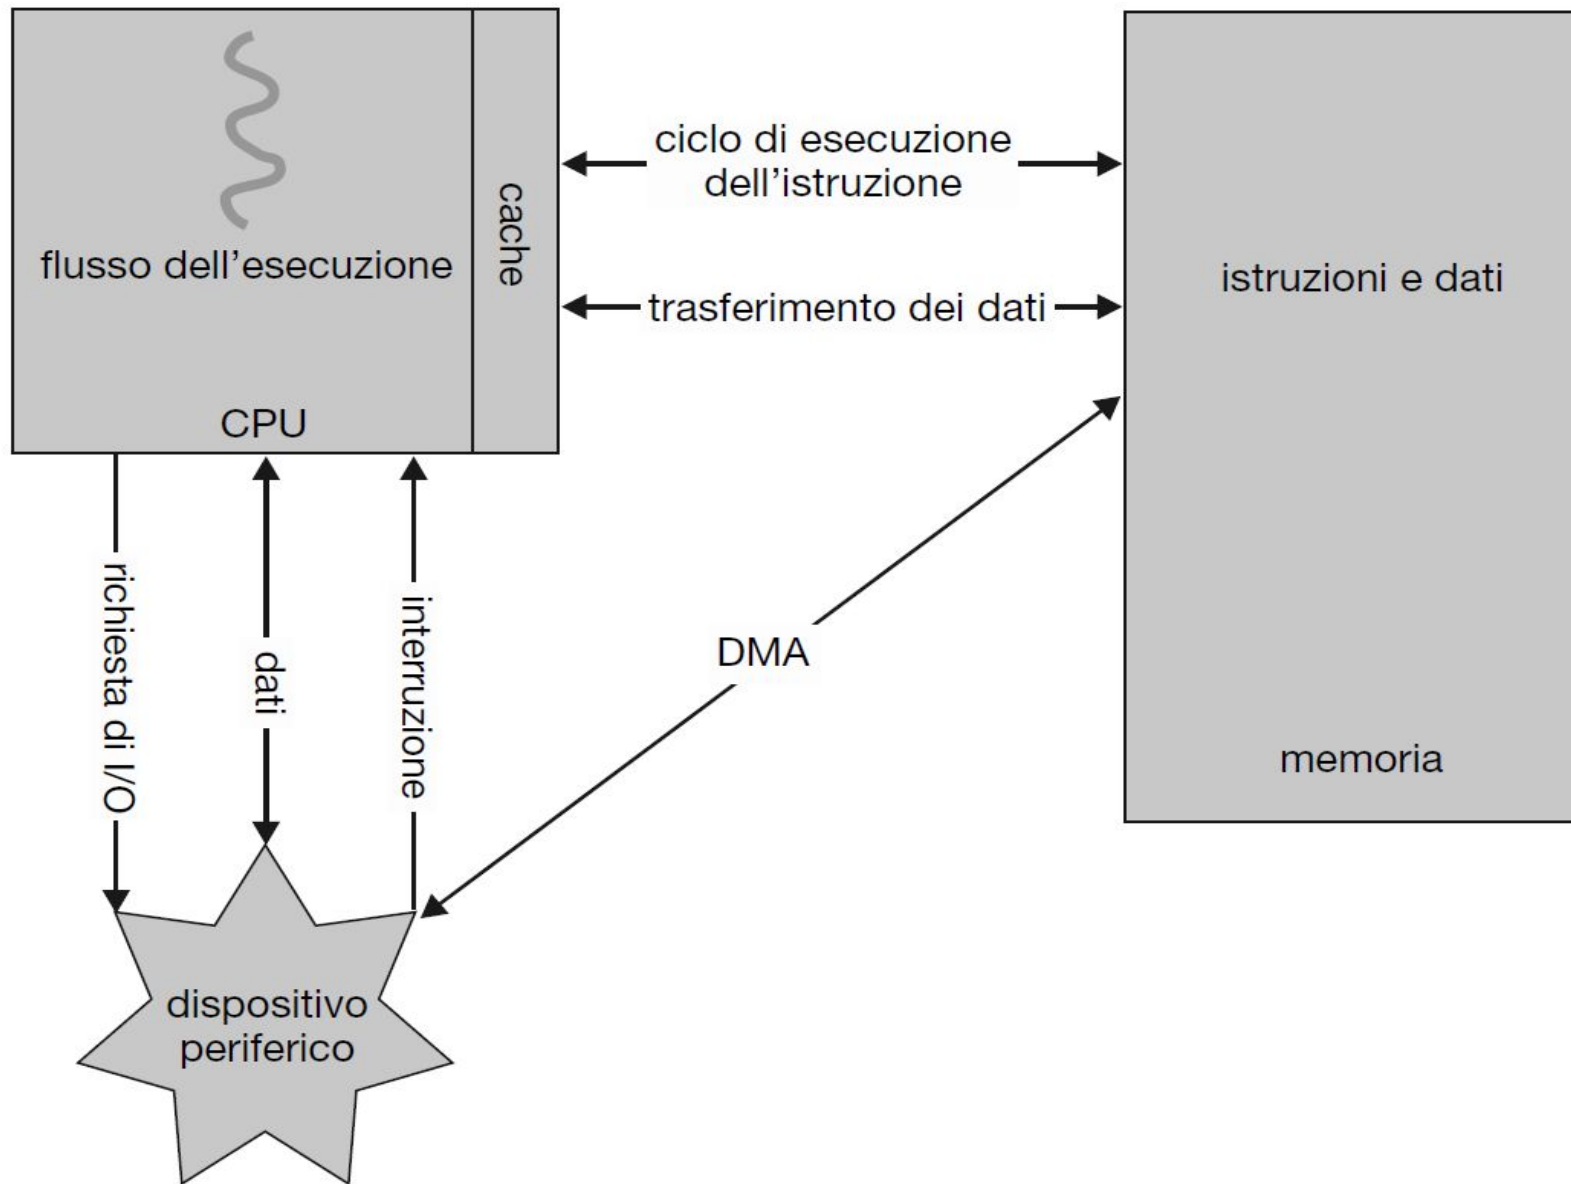 flusso dell'esecuzione
CPU
cache
ciclo di esecuzione
dell'istruzione
trasferimento dei dati
istruzioni e dati
memoria
richiesta di I/O
dati
interruzione
DMA
dispositivo
periferico